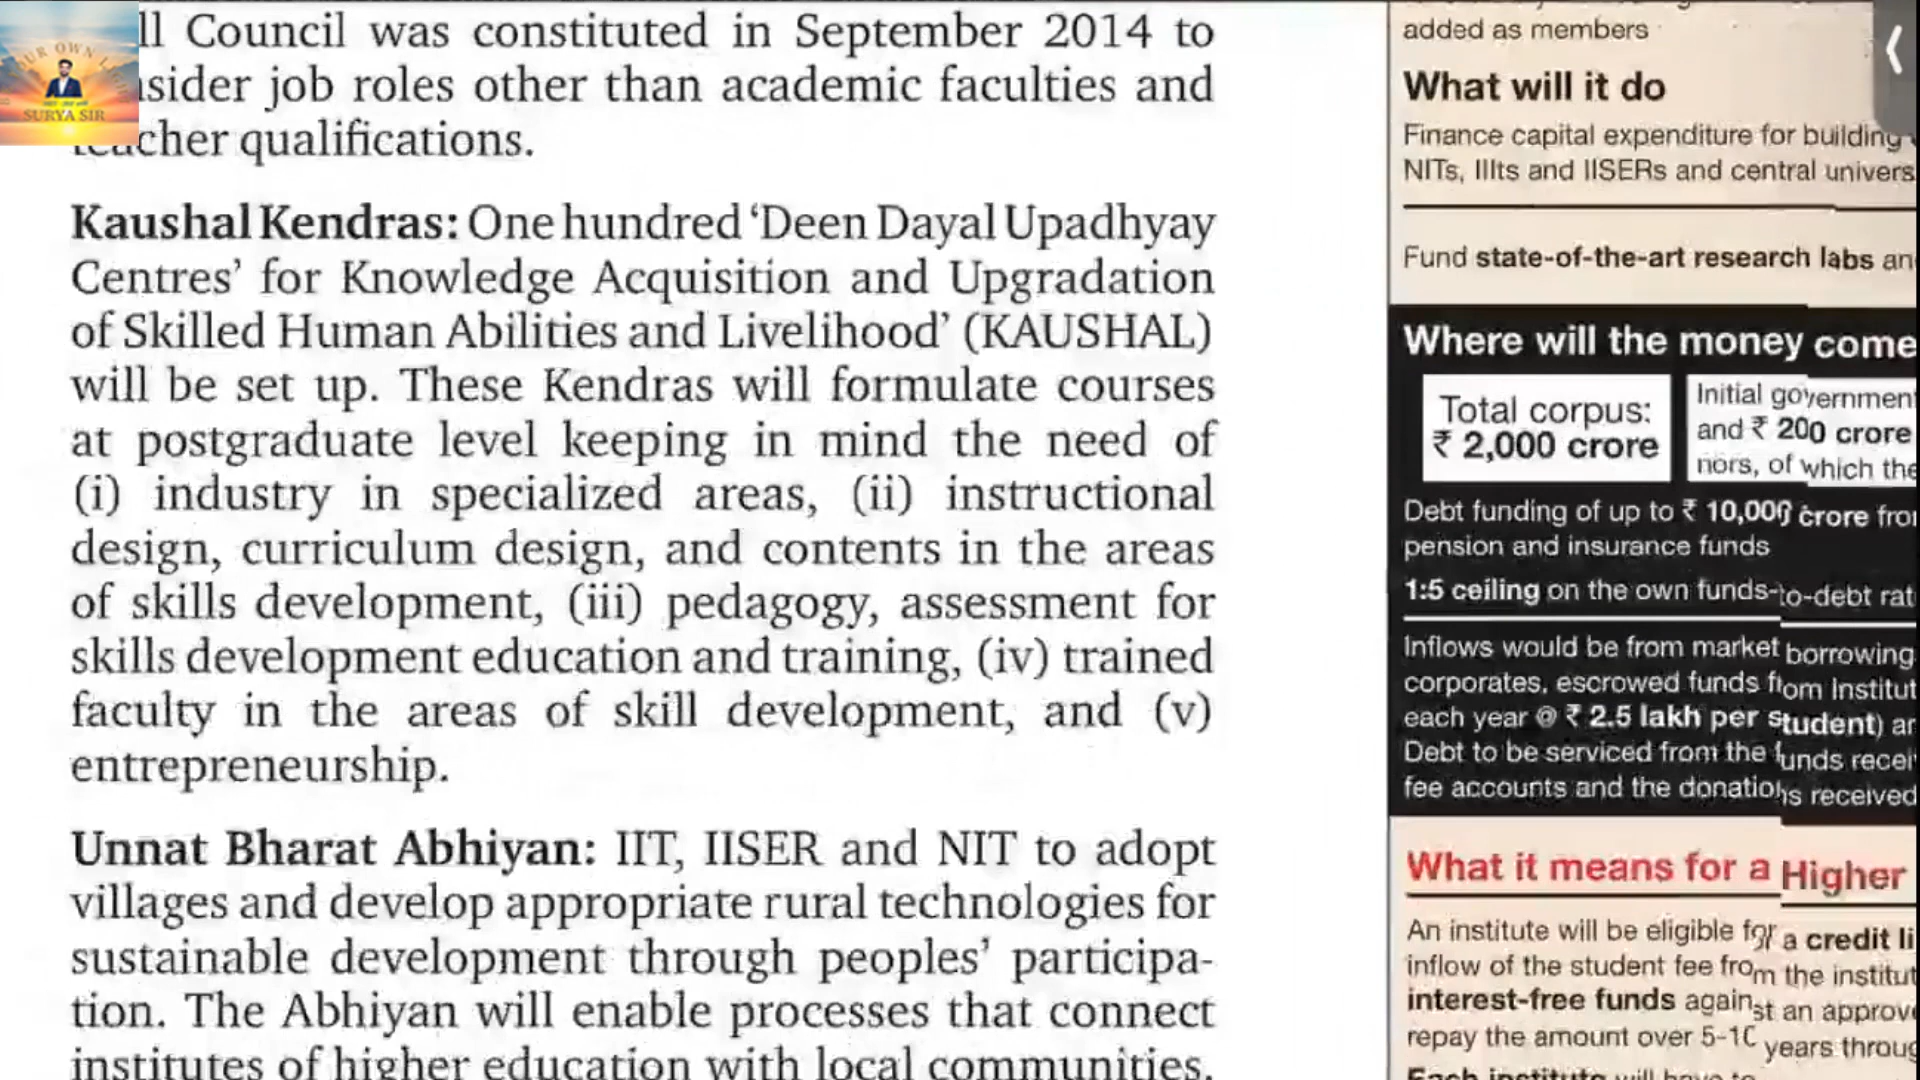 ll Council was constituted in September 2014 to
nsider job roles other than academic faculties and
teacher qualifications.
Kaushal Kendras: One hundred ‘Deen Dayal Upadhyay
Centres’ for Knowledge Acquisition and Upgradation
of Skilled Human Abilities and Livelihood’ (KAUSHAL)
will be set up. These Kendras will formulate courses
at postgraduate level keeping in mind the need of
(i) industry in specialized areas, (ii) instructional
design, curriculum design, and contents in the areas
of skills development, (iii) pedagogy, assessment for
skills development education and training, (iv) trained
faculty in the areas of skill development, and (v)
entrepreneurship.
Unnat Bharat Abhiyan: IIT, IISER and NIT to adopt
villages and develop appropriate rural technologies for
sustainable development through peoples’ participa-
tion. The Abhiyan will enable processes that connect
institutes of higher education with local communities.
added as members
What will it do
Finance capital expenditure for building
NITs, IIIts and IISERs and central univers
Fund state-of-the-art research labs an
Where will the money come
Total corpus:
₹ 2,000 crore
Initial government
and ₹ 200 crore
nors, of which the
Debt funding of up to ₹ 10,000 crore fro
pension and insurance funds
1:5 ceiling on the own funds-to-debt rat
Inflows would be from market borrowing
corporates, escrowed funds from Institut
each year @ ₹ 2.5 lakh per student) an
Debt to be serviced from the funds recei
fee accounts and the donations received
What it means for a Higher
An institute will be eligible for a credit li
inflow of the student fee from the institut
interest-free funds against an approve
repay the amount over 5-10 years throug
Each institute will have to
OUR OWN
SURYA SIR